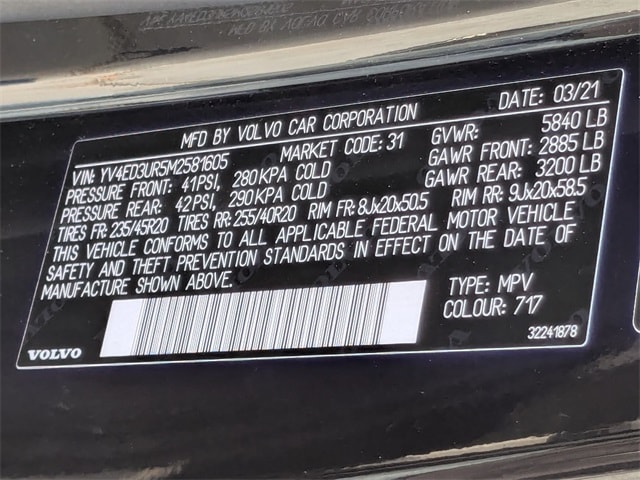 MFD BY VOLVO CAR CORPORATION DATE: 03/21
VIN: YV4ED3UR5M2581605 MARKET CODE: 31 GVWR: 5840 LB
PRESSURE FRONT: 41PSI, 280KPA COLD GAWR FRONT: 2885 LB
PRESSURE REAR: 42PSI, 290KPA COLD GAWR REAR: 3200 LB
TIRES FR: 235/45R20 TIRES RR: 255/40R20 RIM FR: 8Jx20x50.5 RIM RR: 9Jx20x58.5
THIS VEHICLE CONFORMS TO ALL APPLICABLE FEDERAL MOTOR VEHICLE
SAFETY AND THEFT PREVENTION STANDARDS IN EFFECT ON THE DATE OF
MANUFACTURE SHOWN ABOVE.
TYPE: MPV
COLOUR: 717
VOLVO 32241878